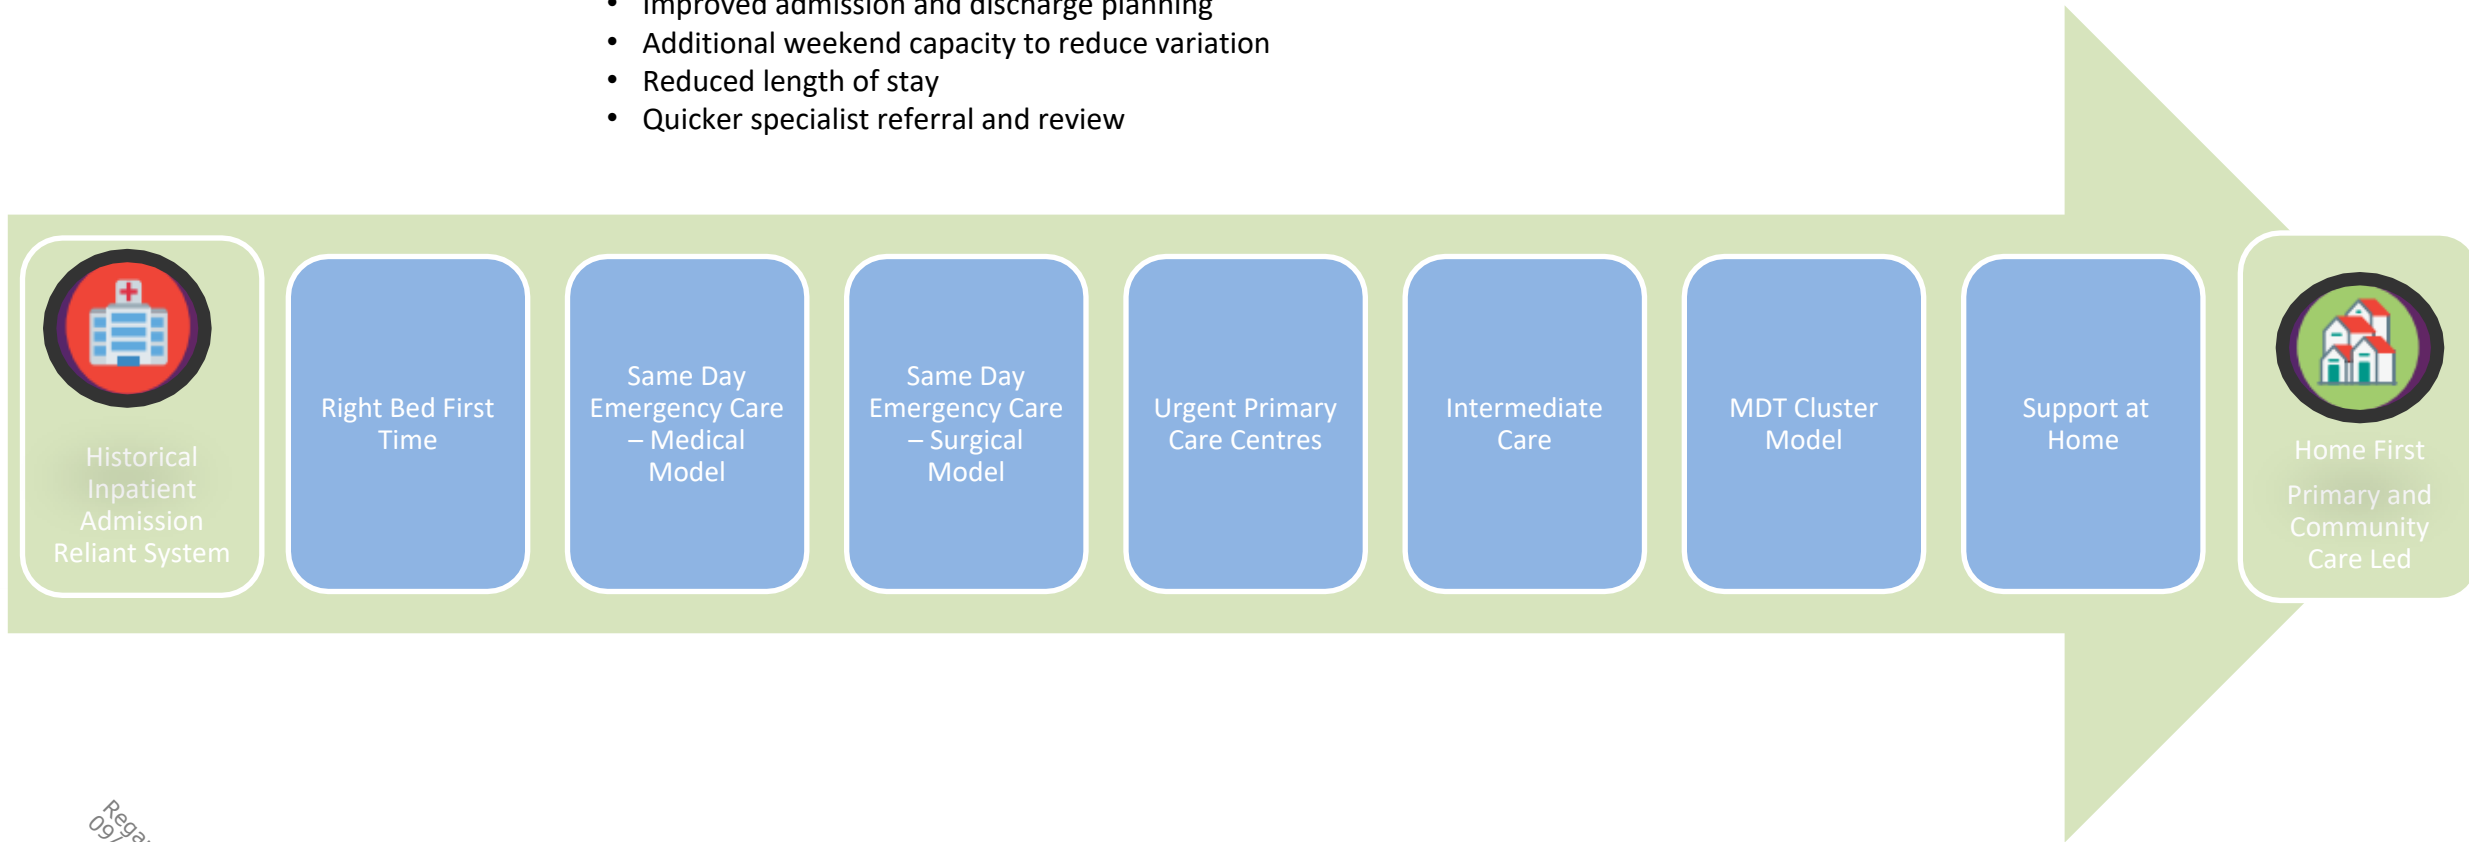 • Improved admission and discharge planning
• Additional weekend capacity to reduce variation
• Reduced length of stay
• Quicker specialist referral and review
Historical
Inpatient
Admission
Reliant System
Right Bed First
Time
Same Day
Emergency Care
– Medical
Model
Same Day
Emergency Care
– Surgical
Model
Urgent Primary
Care Centres
Intermediate
Care
MDT Cluster
Model
Support at
Home
Home First
Primary and
Community
Care Led